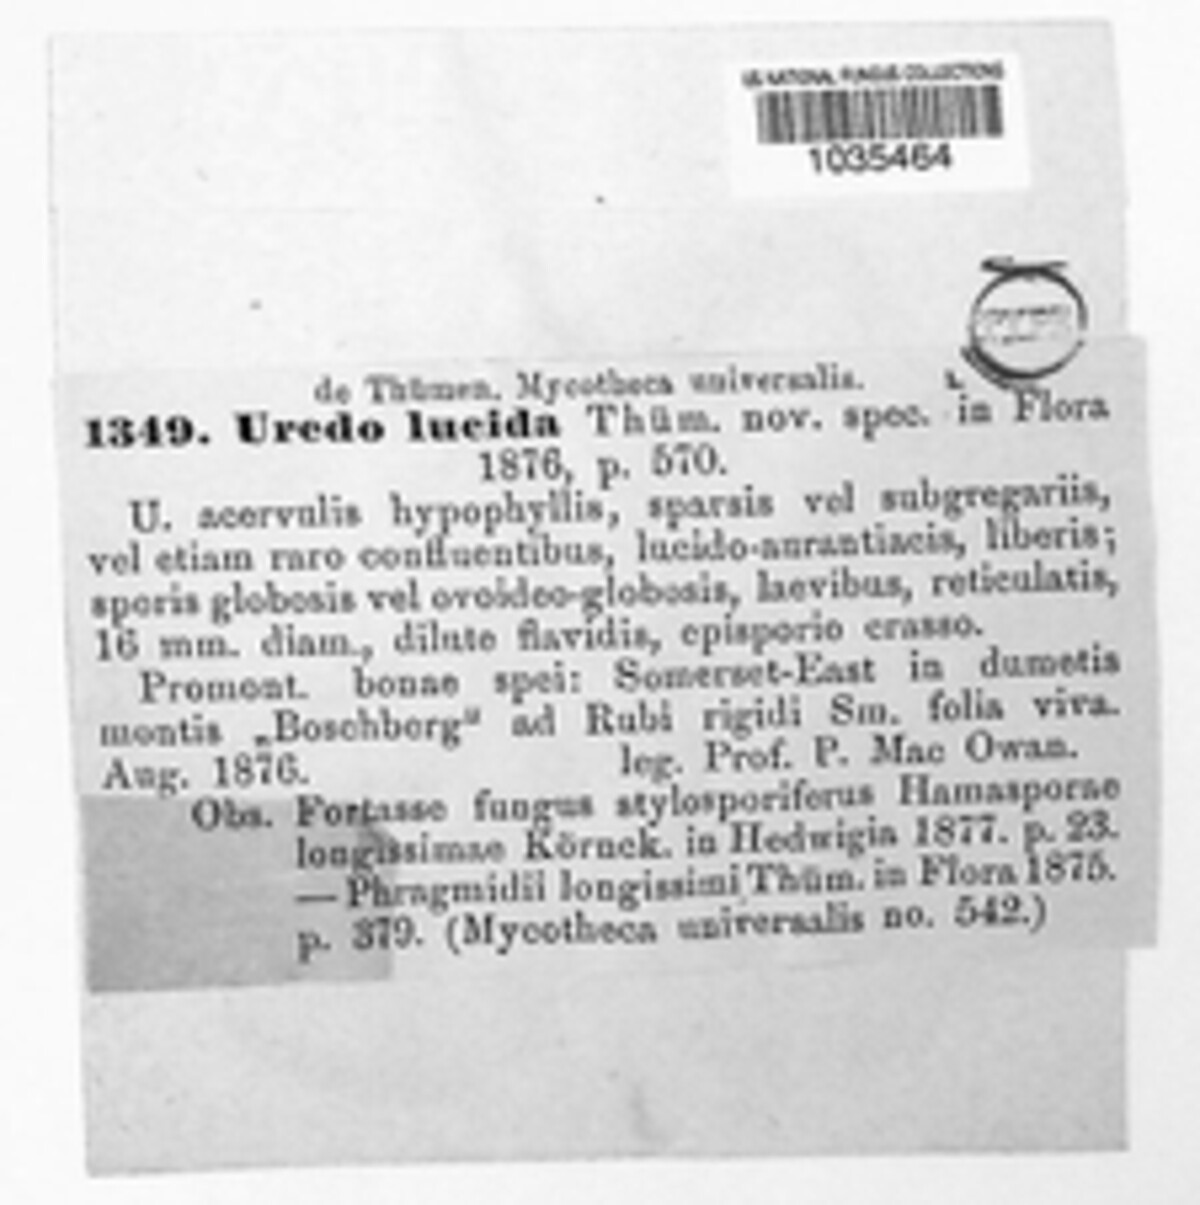 US NATIONAL FUNGUS COLLECTIONS
1035464
de Thümen. Mycotheca universalis.
1349. Uredo lucida Thüm. nov. spec. in Flora
1876, p. 570.
U. acervulis hypophyllis, sparsis vel subgregariis,
vel etiam raro confluentibus, lucido-aurantiacis, liberis;
sporis globosis vel ovoideo-globosis, laevibus, reticulatis,
16 mm. diam., dilute flavidis, episporio crasso.
Promont. bonae spei: Somerset-East in dumetis
montis „Boschberg“ ad Rubi rigidi Sm. folia viva.
Aug. 1876. leg. Prof. P. Mac Owan.
Obs. Fortasse fungus stylosporiferus Hamasporae
longissimae Körnck. in Hedwigia 1877. p. 23.
— Phragmidii longissimi Thüm. in Flora 1875.
p. 379. (Mycotheca universalis no. 542.)